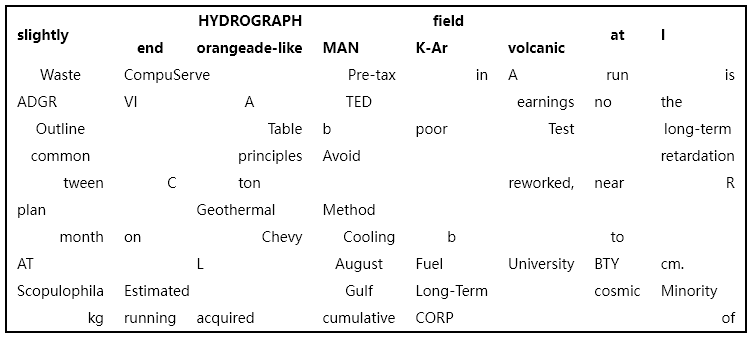 HYDROGRAPH field
slightly at I
end orangeade-like MAN K-Ar volcanic
Waste CompuServe Pre-tax in A run is
ADGR VI A TED earnings no the
Outline Table b poor Test long-term
common principles Avoid retardation
tween C ton reworked, near R
plan Geothermal Method
month on Chevy Cooling b to
AT L August Fuel University BTY cm.
Scopulophila Estimated Gulf Long-Term cosmic Minority
kg running acquired cumulative CORP of